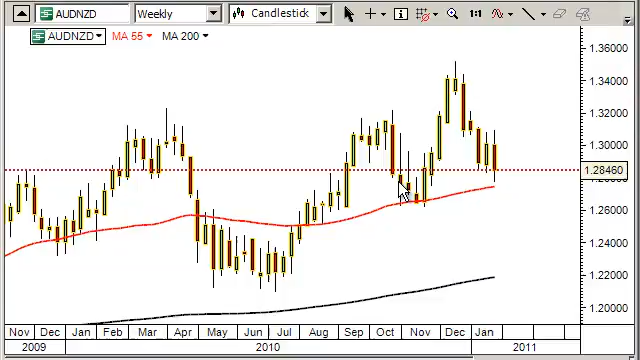 AUDNZD Weekly Candlestick 1:1
AUDNZD MA 55 MA 200
1.36000
1.34000
1.32000
1.30000
1.28460
1.26000
1.24000
1.22000
1.20000
Nov Dec Jan Feb Mar Apr May Jun Jul Aug Sep Oct Nov Dec Jan
2009 2010 2011